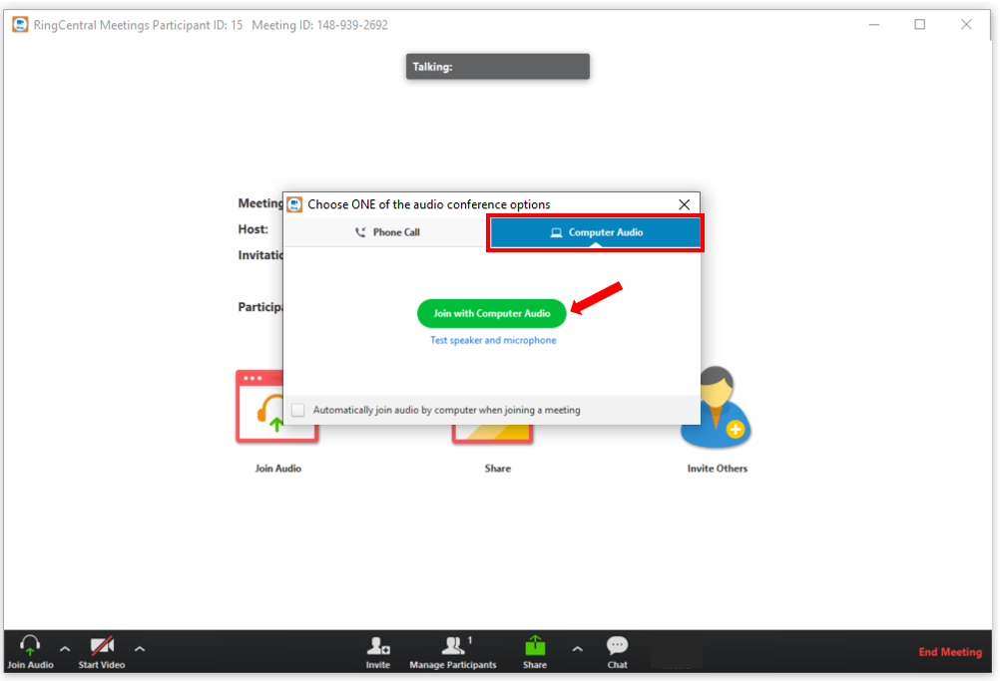 RingCentral Meetings Participant ID: 15 Meeting ID: 148-939-2692
Talking:
Meeting
Host:
Choose ONE of the audio conference options
Phone Call
Computer Audio
Join with Computer Audio
Test speaker and microphone
Automatically join audio by computer when joining a meeting
Join Audio
Share
Invite Others
Join Audio
Start Video
Invite
1
Manage Participants
Share
Chat
End Meeting